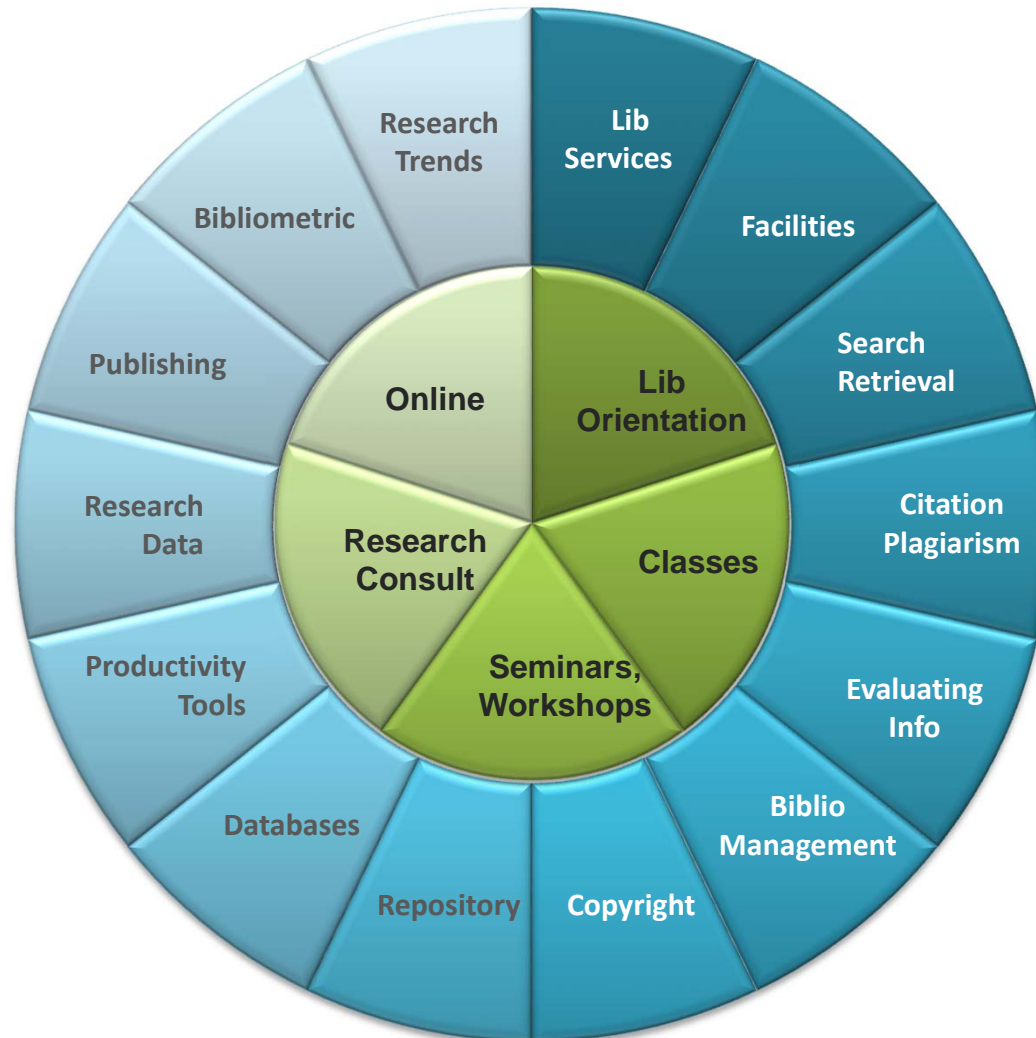 Lib
Services
Facilities
Search
Retrieval
Citation
Plagiarism
Evaluating
Info
Biblio
Management
Copyright
Repository
Databases
Productivity
Tools
Research
Data
Publishing
Bibliometric
Research
Trends
Lib
Orientation
Classes
Seminars,
Workshops
Research
Consult
Online